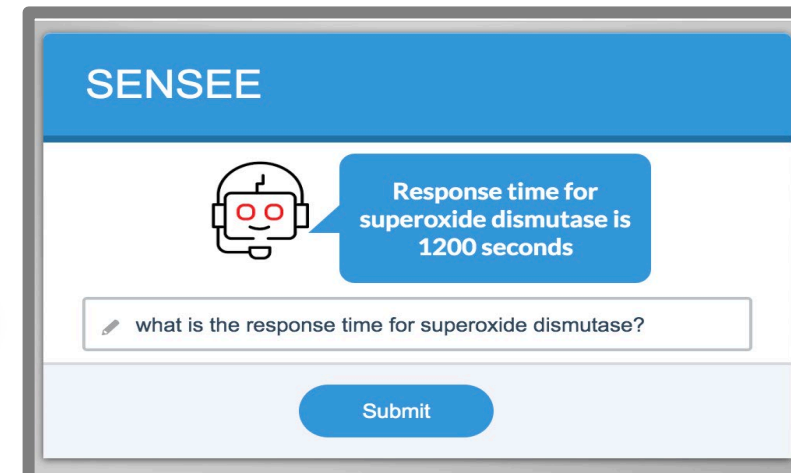 SENSEE
Response time for
superoxide dismutase is
1200 seconds
what is the response time for superoxide dismutase?
Submit